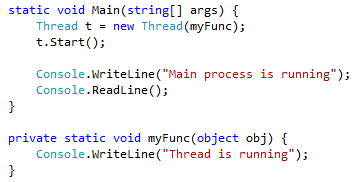 static void Main(string[] args) {
    Thread t = new Thread(myFunc);
    t.Start();

    Console.WriteLine("Main process is running");
    Console.ReadLine();
}

private static void myFunc(object obj) {
    Console.WriteLine("Thread is running");
}